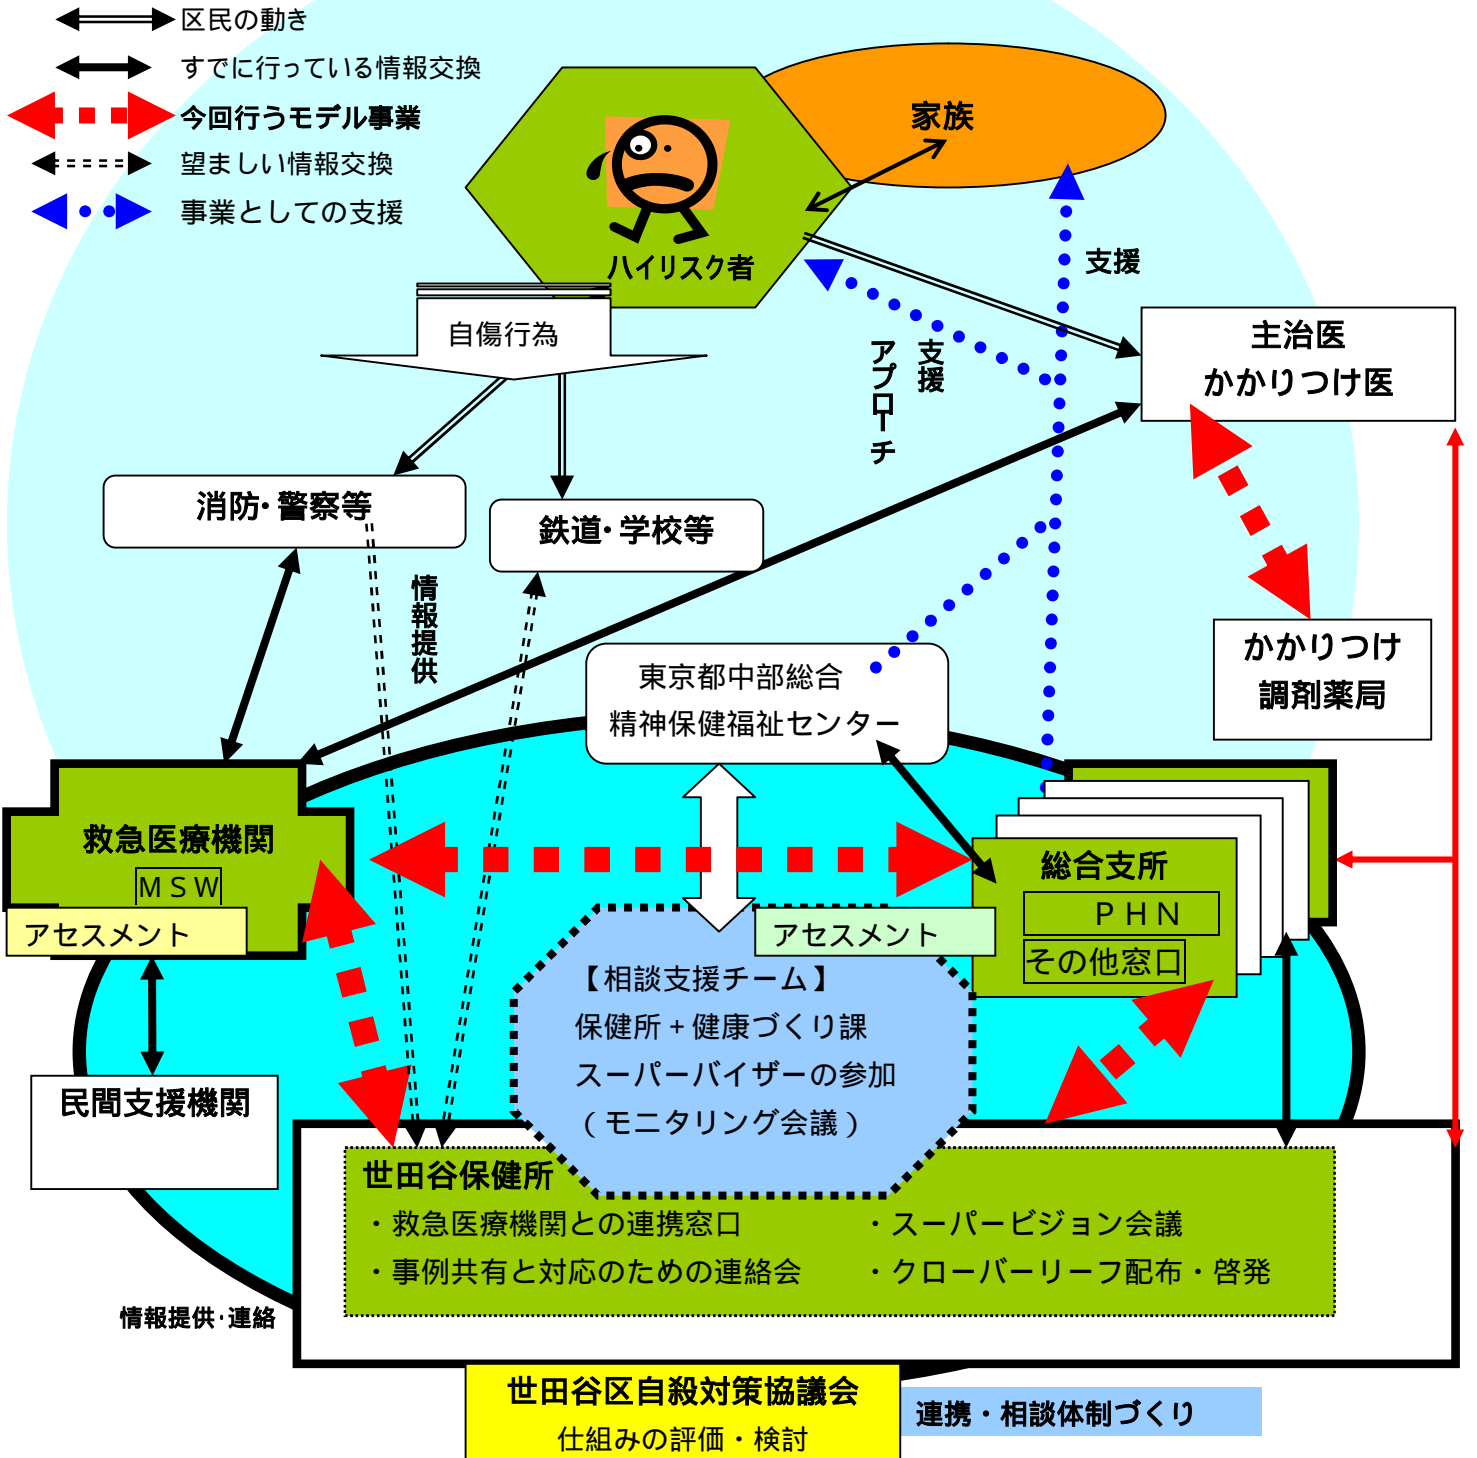 区民の動き
すでに行っている情報交換
今回行うモデル事業
望ましい情報交換
事業としての支援
家族
ハイリスク者
支援
自傷行為
アプローチ
支援
主治医
かかりつけ医
消防・警察等
鉄道・学校等
情報提供
かかりつけ
調剤薬局
東京都中部総合
精神保健福祉センター
救急医療機関
ＭＳＷ
アセスメント
総合支所
ＰＨＮ
その他窓口
アセスメント
【相談支援チーム】
保健所＋健康づくり課
スーパーバイザーの参加
（モニタリング会議）
民間支援機関
世田谷保健所
・救急医療機関との連携窓口
・スーパービジョン会議
・事例共有と対応のための連絡会
・クローバーリーフ配布・啓発
情報提供・連絡
世田谷区自殺対策協議会
仕組みの評価・検討
連携・相談体制づくり